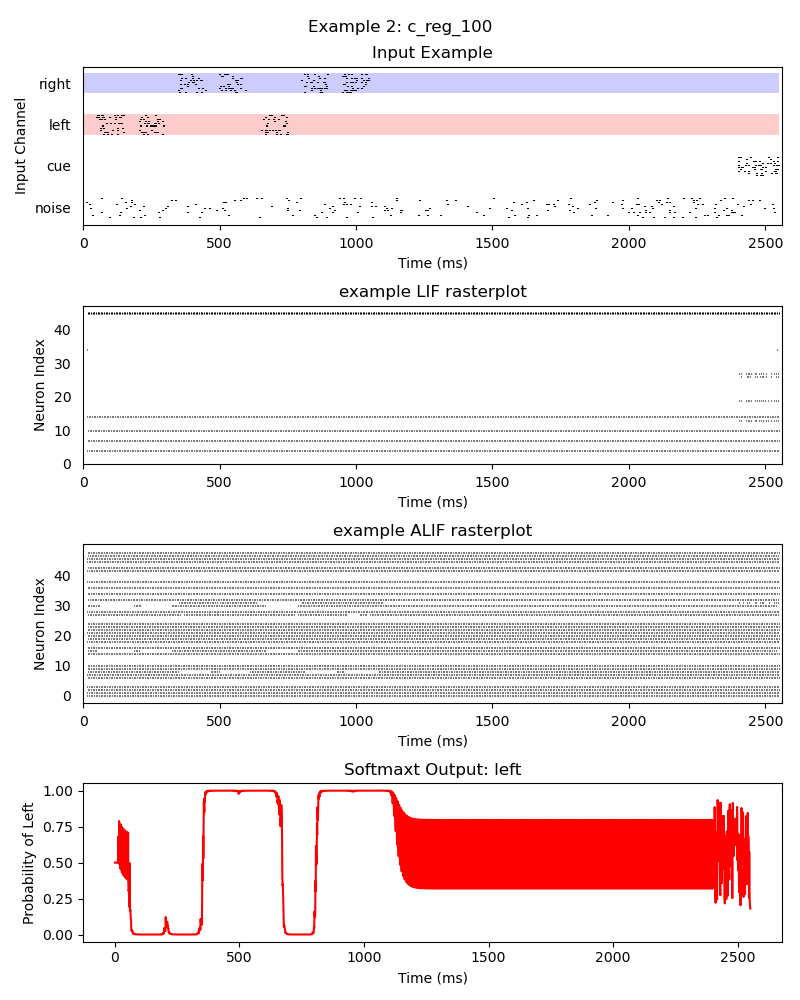 Example 2: c_reg_100
Input Example
right
left
cue
noise
Input Channel
0 500 1000 1500 2000 2500
Time (ms)
example LIF rasterplot
40
30
20
10
0
Neuron Index
0 500 1000 1500 2000 2500
Time (ms)
example ALIF rasterplot
40
30
20
10
0
Neuron Index
0 500 1000 1500 2000 2500
Time (ms)
Softmaxt Output: left
1.00
0.75
0.50
0.25
0.00
Probability of Left
0 500 1000 1500 2000 2500
Time (ms)